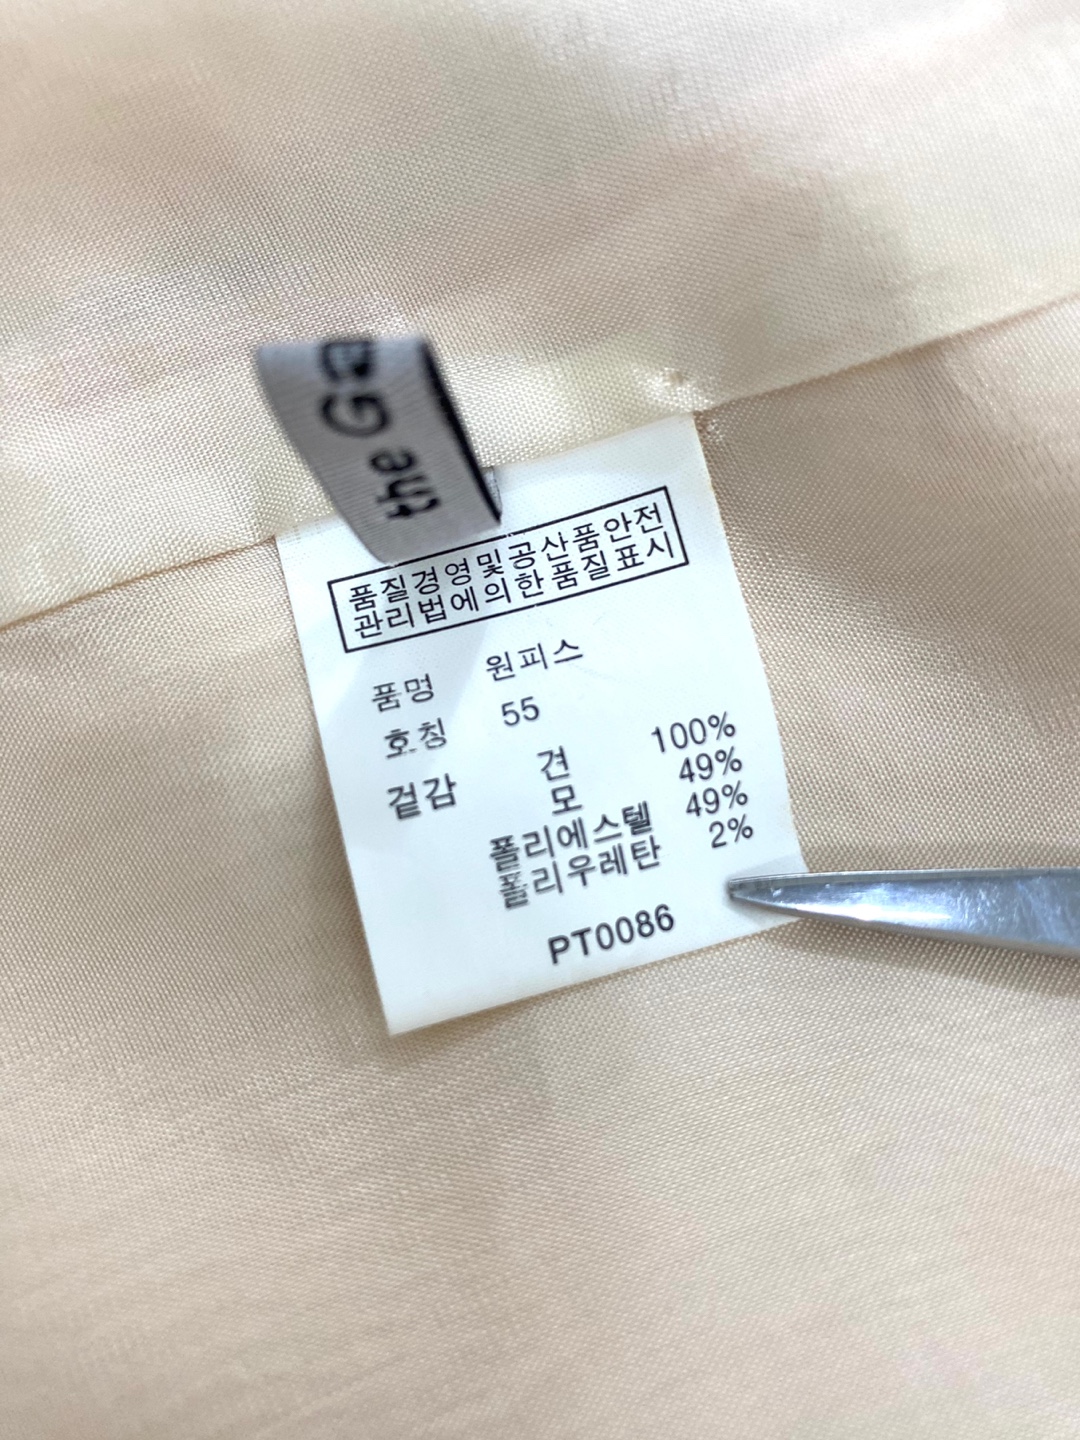 the
품질경영및공산품안전
관리법에의한품질표시
품명 원피스
호칭 55
겉감 견 100%
모 49%
폴리에스텔 49%
폴리우레탄 2%
PT0086